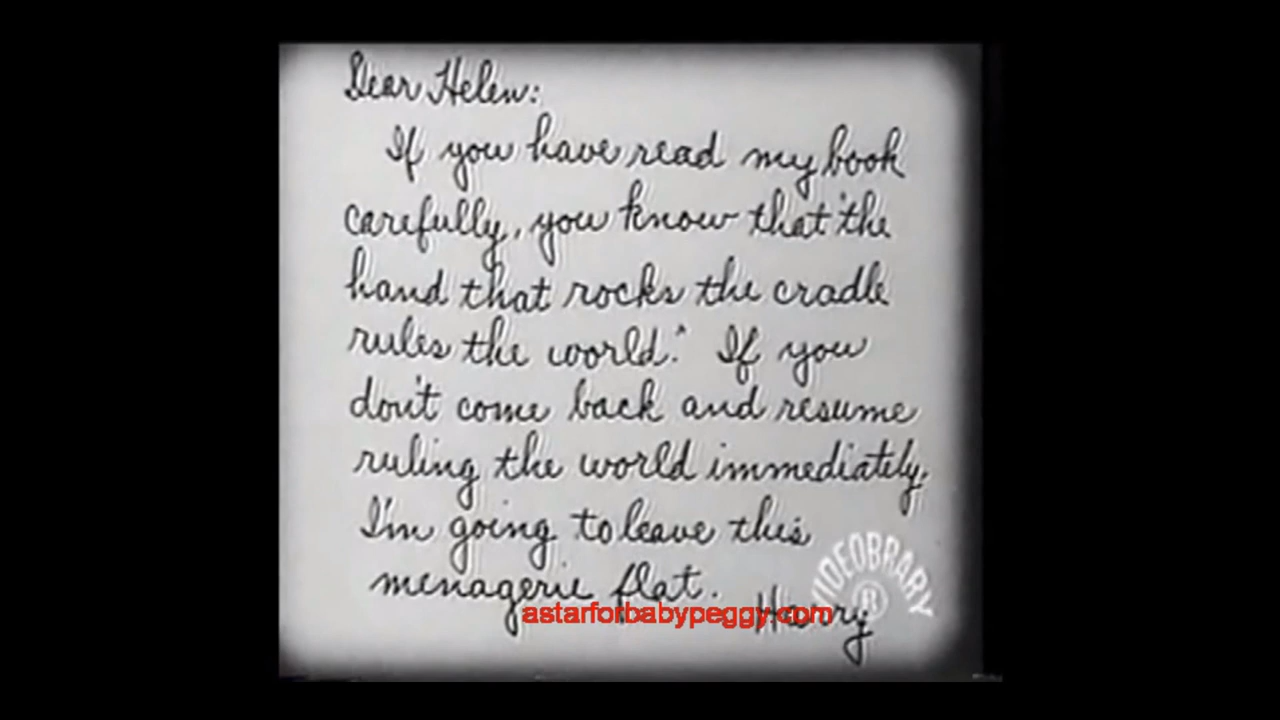 Dear Helen:
If you have read my book
carefully, you know that "the
hand that rocks the cradle
rules the world." If you
don't come back and resume
ruling the world immediately,
I'm going to leave this
menagerie flat.
Harry
astarforbabypeggy.com
VIDEOBRARY
R